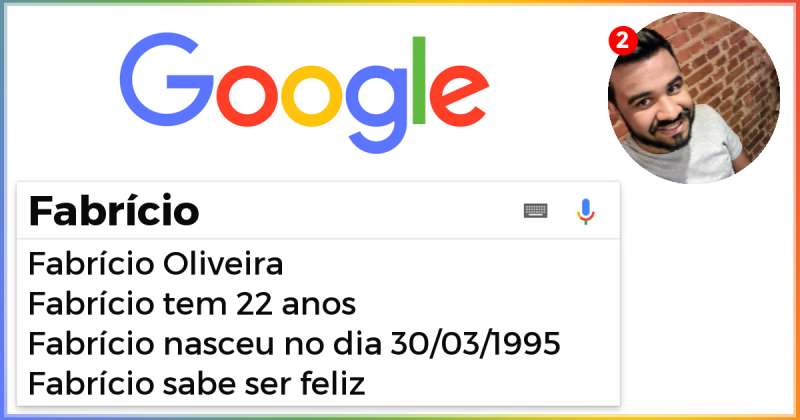 Google
2
Fabrício
Fabrício Oliveira
Fabrício tem 22 anos
Fabrício nasceu no dia 30/03/1995
Fabrício sabe ser feliz